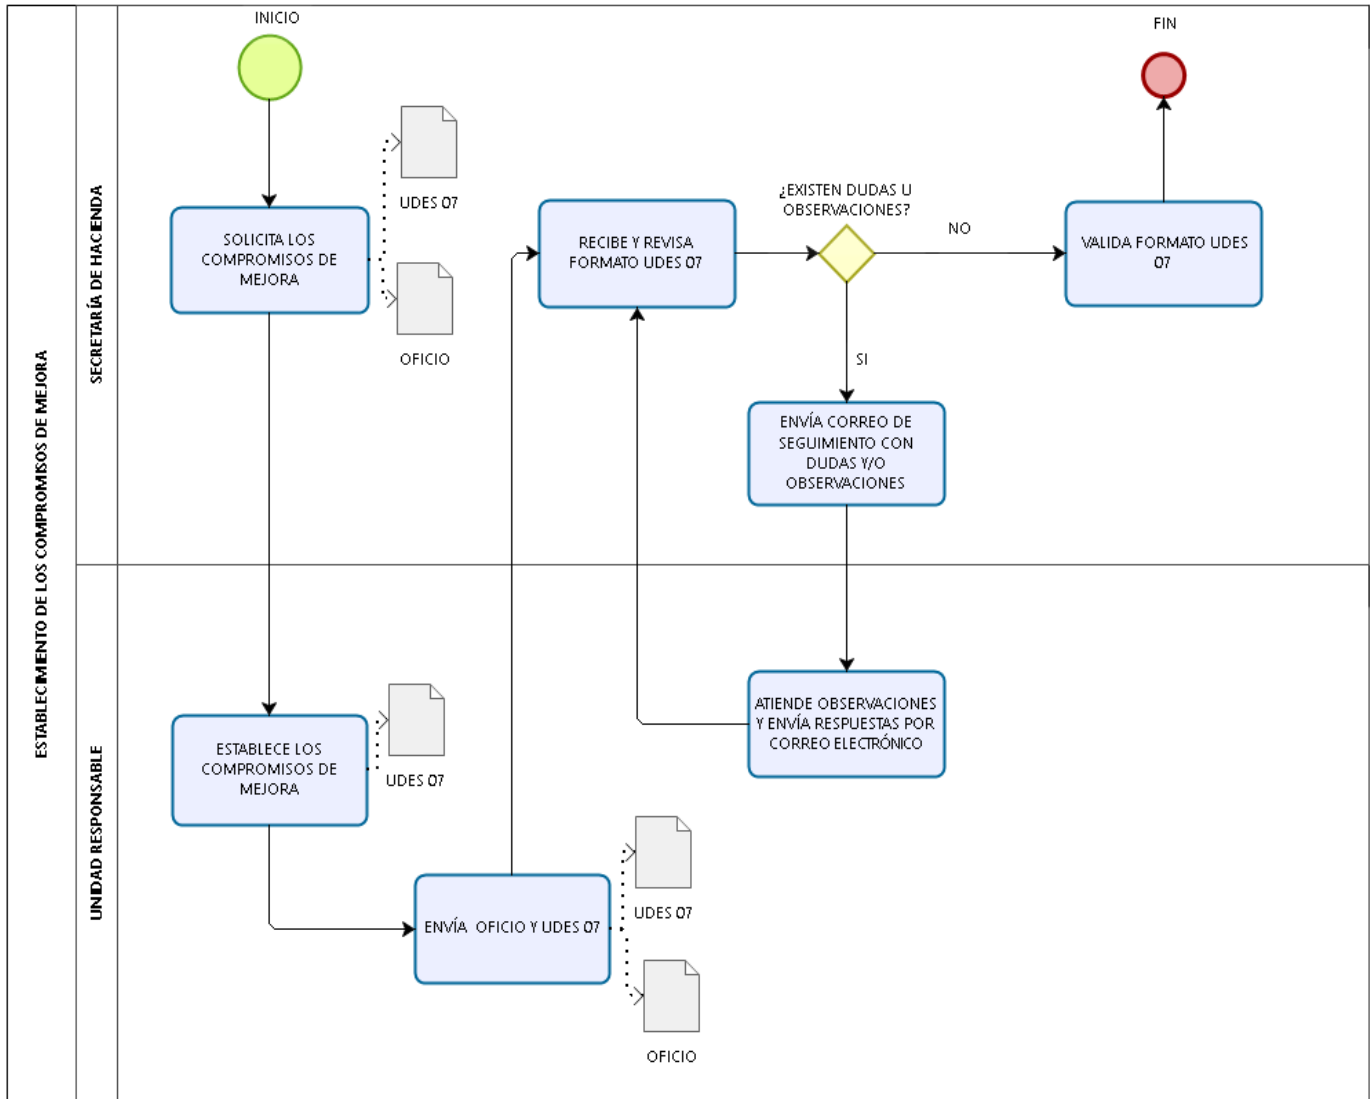 ESTABLECIMIENTO DE LOS COMPROMISOS DE MEJORA
SECRETARÍA DE HACIENDA
INICIO
FIN
UDES 07
SOLICITA LOS
COMPROMISOS DE
MEJORA
OFICIO
RECIBE Y REVISA
FORMATO UDES 07
¿EXISTEN DUDAS U
OBSERVACIONES?
NO
VALIDA FORMATO UDES
07
SI
ENVÍA CORREO DE
SEGUIMIENTO CON
DUDAS Y/O
OBSERVACIONES
UNIDAD RESPONSABLE
ATIENDE OBSERVACIONES
Y ENVÍA RESPUESTAS POR
CORREO ELECTRÓNICO
ESTABLECE LOS
COMPROMISOS DE
MEJORA
UDES 07
ENVÍA OFICIO Y UDES 07
UDES 07
OFICIO